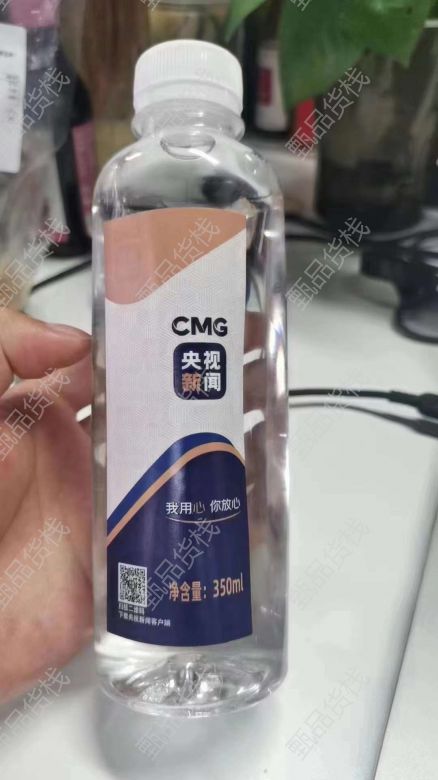 CMG
央视
新闻
我用心 你放心
净含量：350ml
扫描二维码
下载央视新闻客户端
甄品货栈